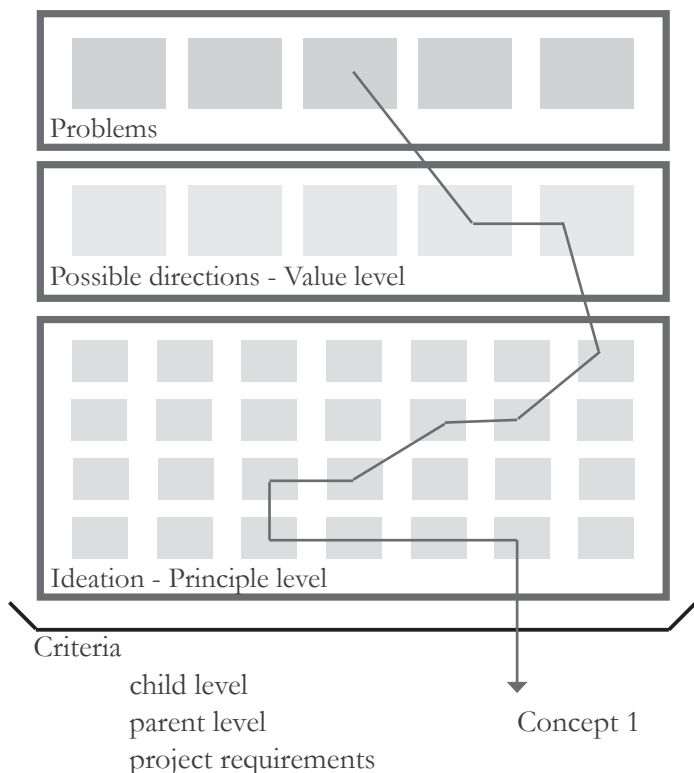 Problems
Possible directions - Value level
Ideation - Principle level
Criteria
child level
parent level
project requirements
Concept 1